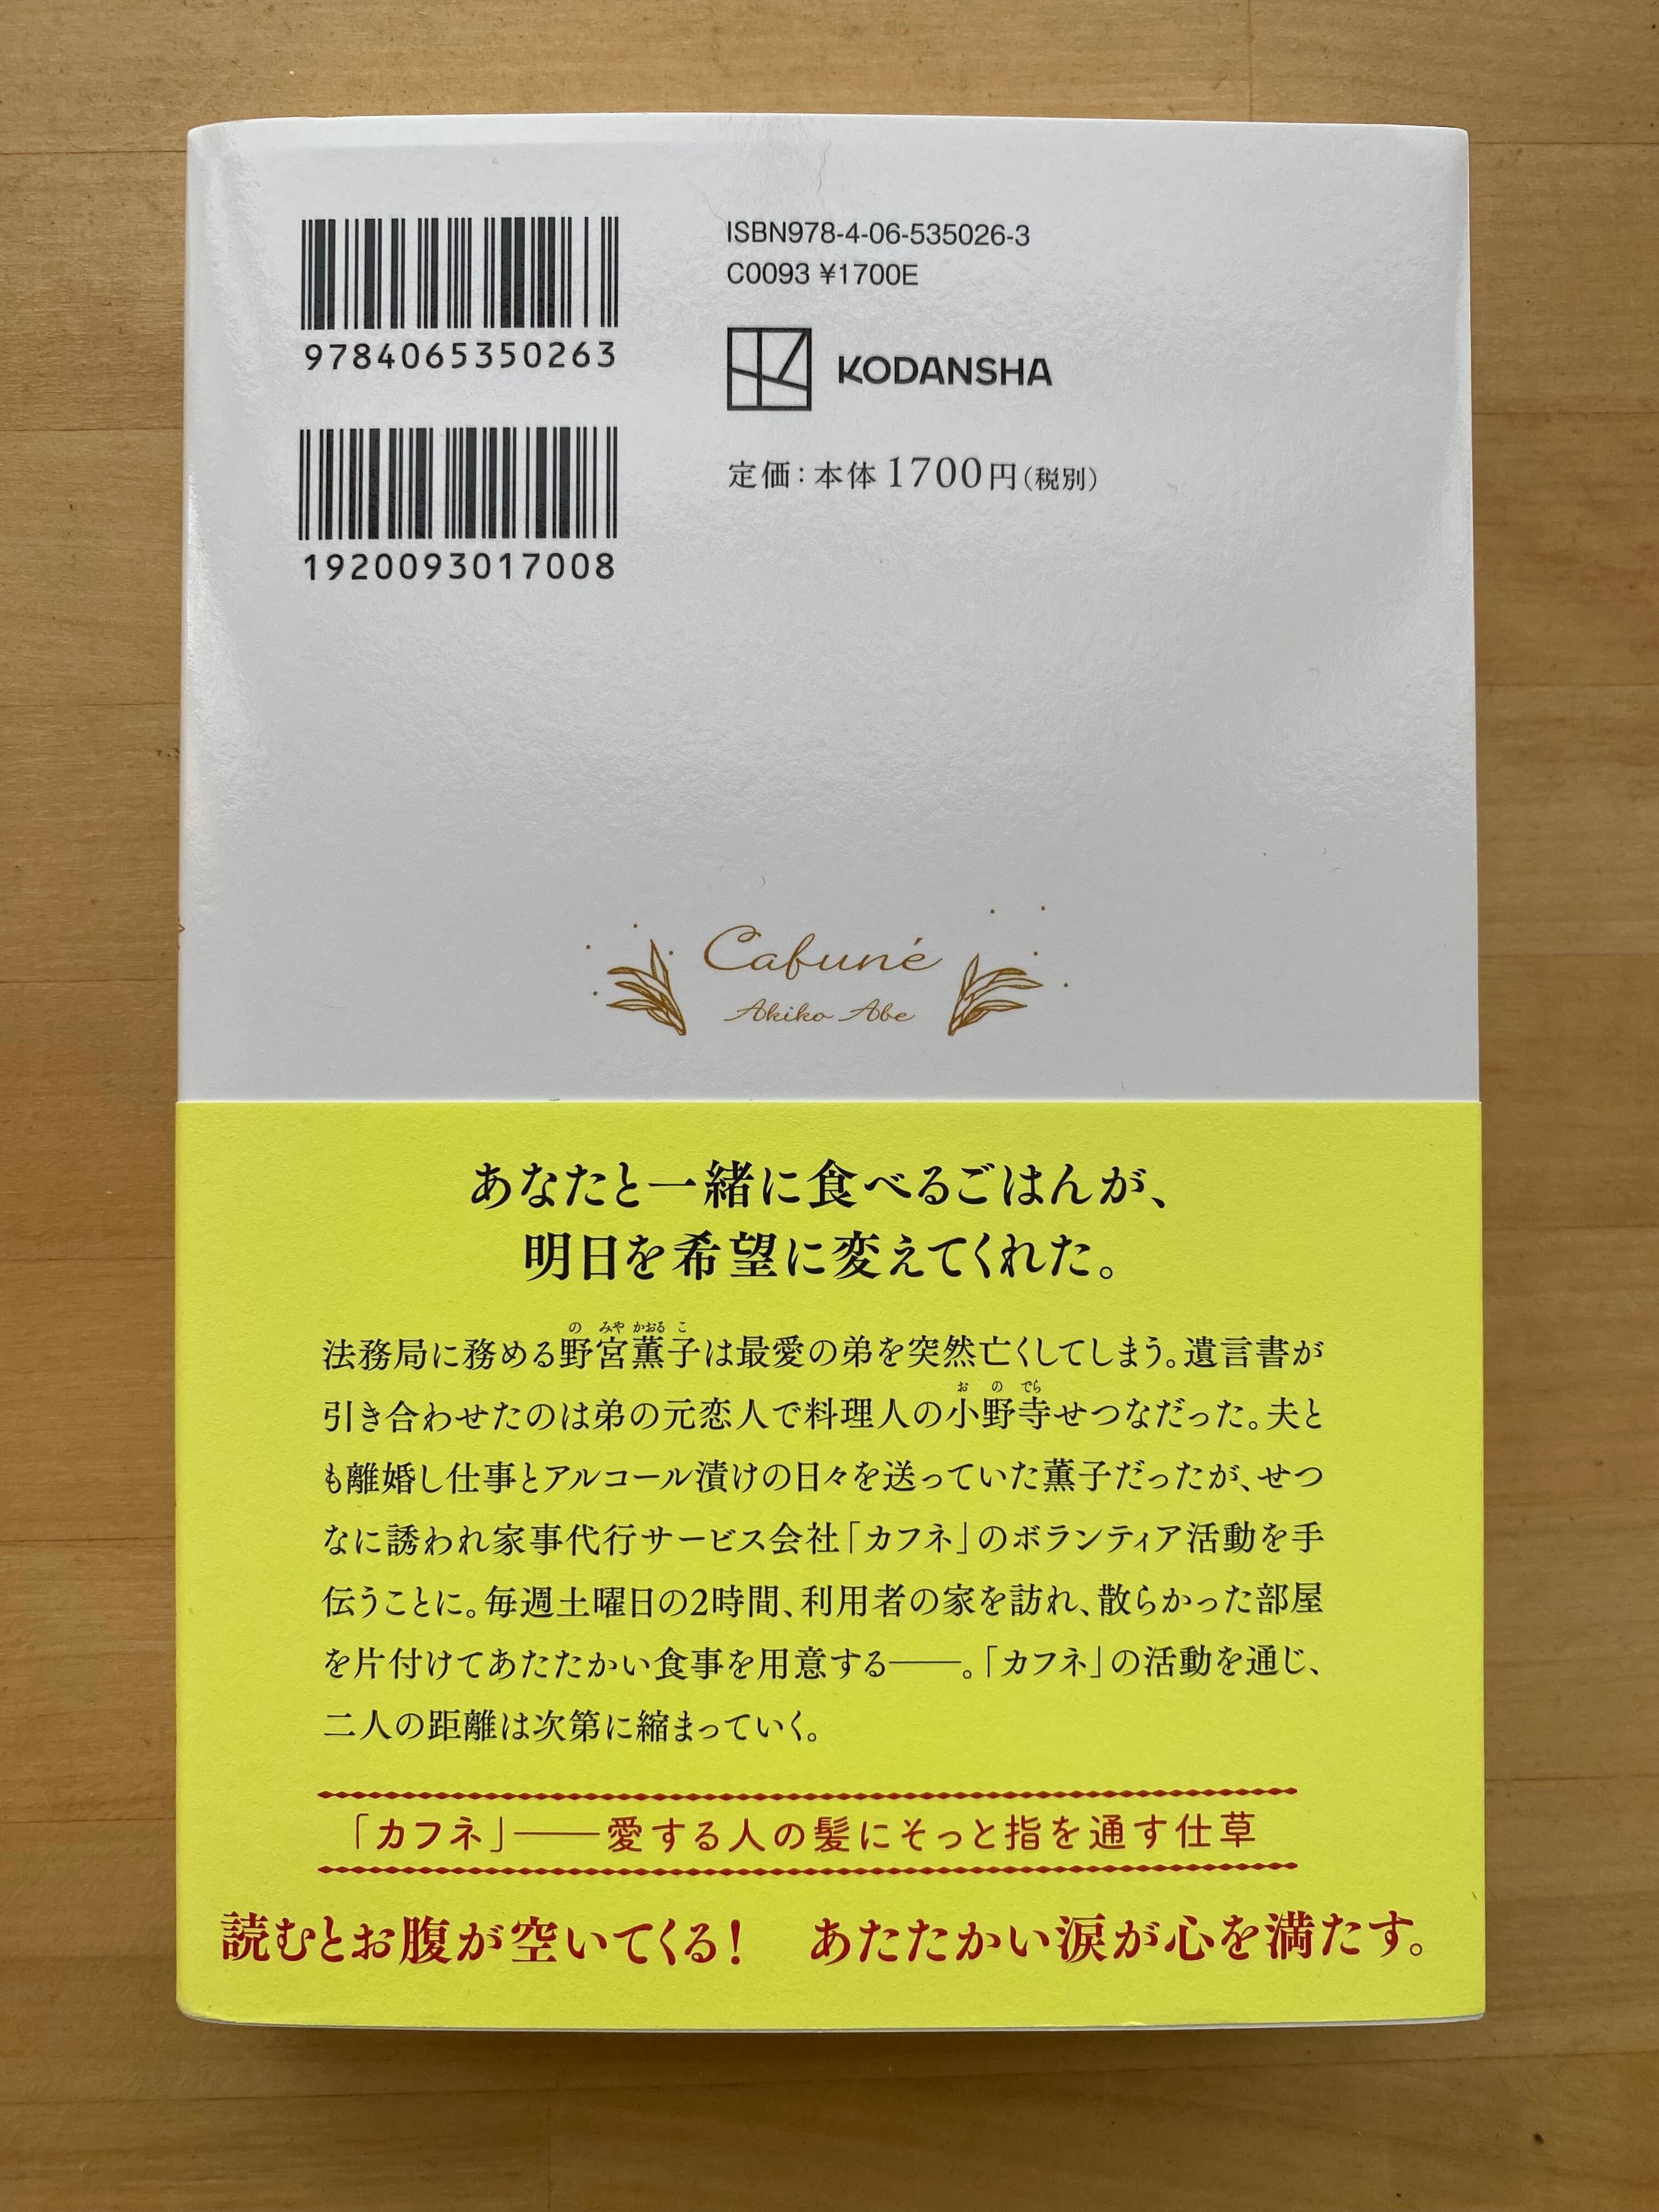 9784065350263
1920093017008
ISBN978-4-06-535026-3
C0093 ¥1700E
KODANSHA
定価：本体1700円（税別）
Cafuné
Akiko Abe
あなたと一緒に食べるごはんが、
明日を希望に変えてくれた。
の みや かおる こ
法務局に務める野宮薫子は最愛の弟を突然亡くしてしまう。遺言書が
お の でら
引き合わせたのは弟の元恋人で料理人の小野寺せつなだった。夫と
も離婚し仕事とアルコール漬けの日々を送っていた薫子だったが、せつ
なに誘われ家事代行サービス会社「カフネ」のボランティア活動を手
伝うことに。毎週土曜日の2時間、利用者の家を訪れ、散らかった部屋
を片付けてあたたかい食事を用意する――。「カフネ」の活動を通じ、
二人の距離は次第に縮まっていく。
「カフネ」――愛する人の髪にそっと指を通す仕草
読むとお腹が空いてくる！ あたたかい涙が心を満たす。